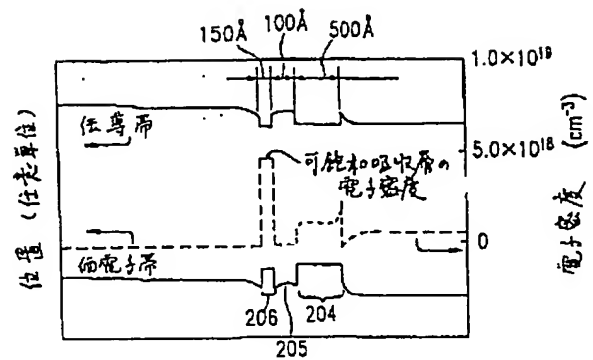 150Å 100Å 500Å
1.0×10¹⁹
伝導帯
5.0×10¹⁸
可飽和吸収層の
電子密度
0
価電子帯
206
204
205
位置 (任意単位)
電子密度 (cm⁻³)